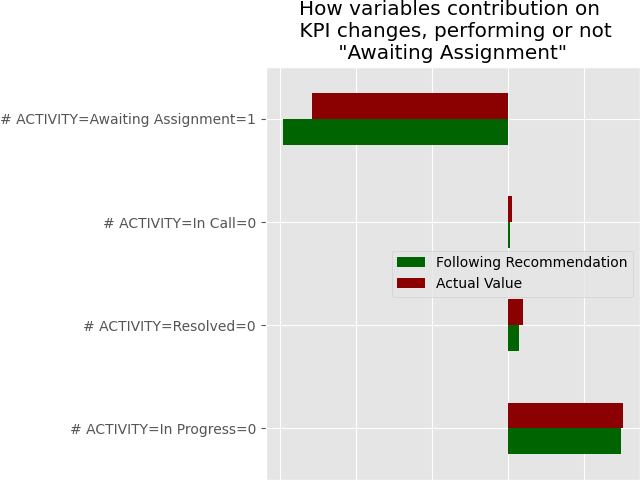 How variables contribution on
KPI changes, performing or not
"Awaiting Assignment"
# ACTIVITY=Awaiting Assignment=1
# ACTIVITY=In Call=0
Following Recommendation
Actual Value
# ACTIVITY=Resolved=0
# ACTIVITY=In Progress=0